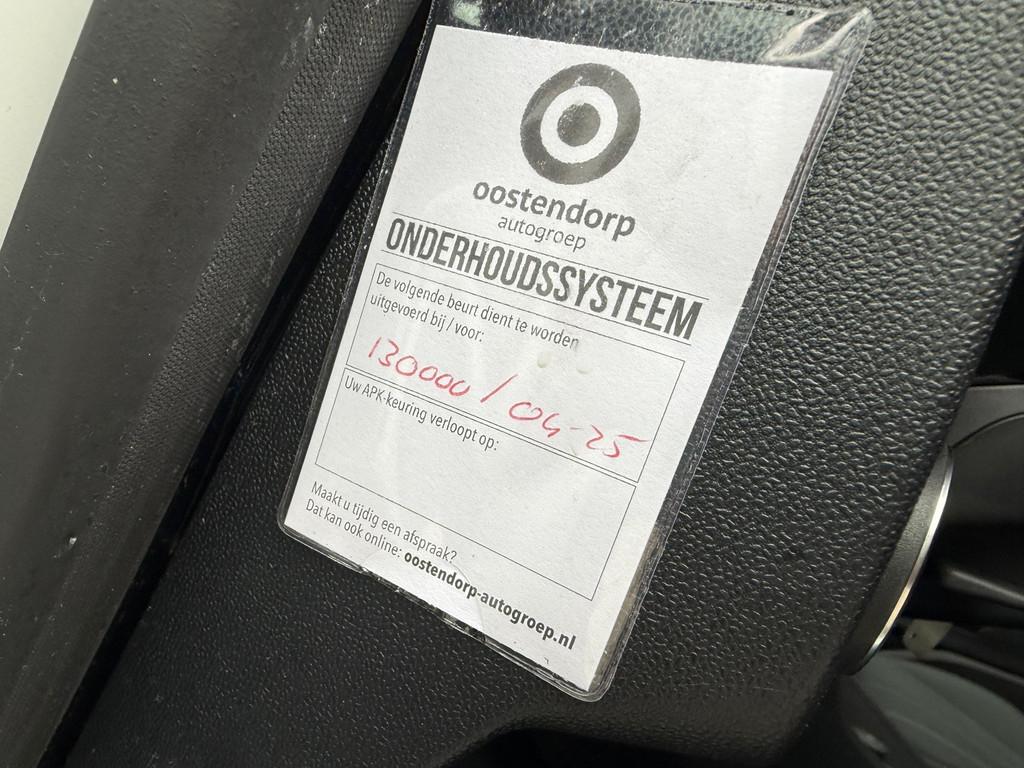 oostendorp
autogroep
ONDERHOUDSSYSTEEM
De volgende beurt dient te worden
uitgevoerd bij / voor:
130000 / 04-25
Uw APK-keuring verloopt op:
Maakt u tijdig een afspraak?
Dat kan ook online: oostendorp-autogroep.nl